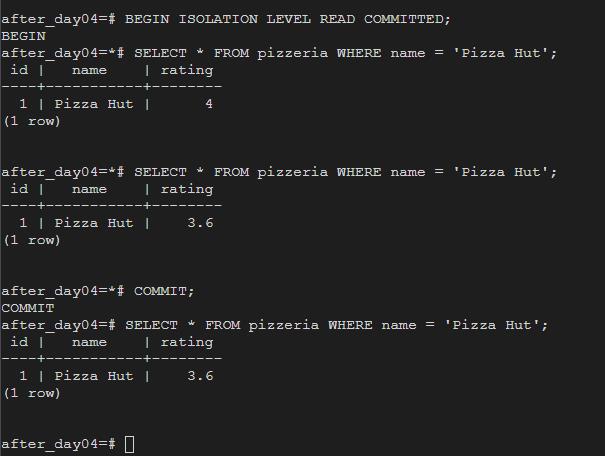 after_day04=# BEGIN ISOLATION LEVEL READ COMMITTED;
BEGIN
after_day04=*# SELECT * FROM pizzeria WHERE name = 'Pizza Hut';
 id |   name    | rating
----+-----------+--------
  1 | Pizza Hut |      4
(1 row)
after_day04=*# SELECT * FROM pizzeria WHERE name = 'Pizza Hut';
 id |   name    | rating
----+-----------+--------
  1 | Pizza Hut |    3.6
(1 row)
after_day04=*# COMMIT;
COMMIT
after_day04=# SELECT * FROM pizzeria WHERE name = 'Pizza Hut';
 id |   name    | rating
----+-----------+--------
  1 | Pizza Hut |    3.6
(1 row)
after_day04=#